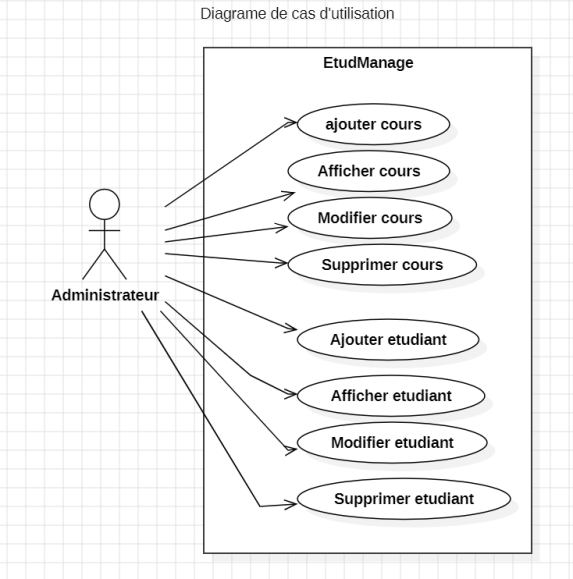 Diagrame de cas d'utilisation
EtudManage
ajouter cours
Afficher cours
Modifier cours
Supprimer cours
Administrateur
Ajouter etudiant
Afficher etudiant
Modifier etudiant
Supprimer etudiant